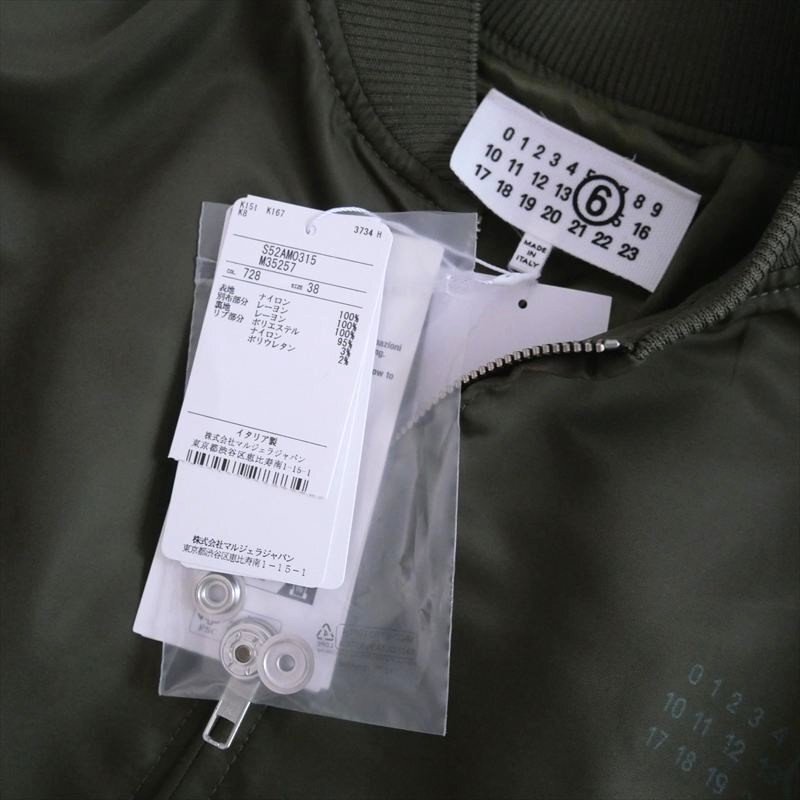 0 1 2 3 4 8 9
10 11 12 13 6 16
17 18 19 20 21 22 23
MADE
IN
ITALY
K151 K167
K8
3734 H
S52AM0315
M35257
COL. 728 SIZE 38
表地 ナイロン 100%
別布部分 レーヨン 100%
裏地 レーヨン 100%
リブ部分 ポリエステル 95%
ナイロン 3%
ポリウレタン 2%
イタリア製
株式会社マルジェラジャパン
東京都渋谷区恵比寿南1-15-1
株式会社マルジェラジャパン
東京都渋谷区恵比寿南1-15-1
mazioni
ow to
0 1 2 3 4
10 11 12 13
17 18 19